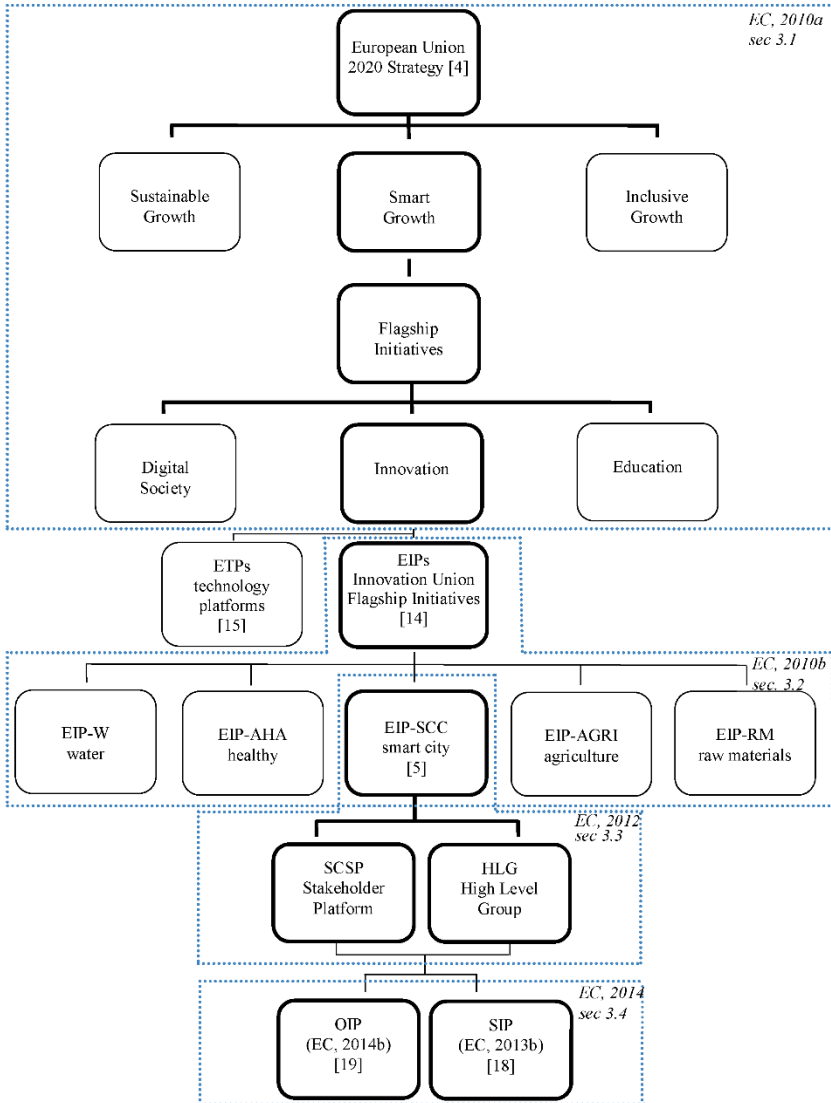 EC, 2010a
sec 3.1
European Union
2020 Strategy [4]
Sustainable
Growth
Smart
Growth
Inclusive
Growth
Flagship
Initiatives
Digital
Society
Innovation
Education
ETPs
technology
platforms
[15]
EIPs
Innovation Union
Flagship Initiatives
[14]
EC, 2010b
sec. 3.2
EIP-W
water
EIP-AHA
healthy
EIP-SCC
smart city
[5]
EIP-AGRI
agriculture
EIP-RM
raw materials
EC, 2012
sec 3.3
SCSP
Stakeholder
Platform
HLG
High Level
Group
EC, 2014
sec 3.4
OIP
(EC, 2014b)
[19]
SIP
(EC, 2013b)
[18]